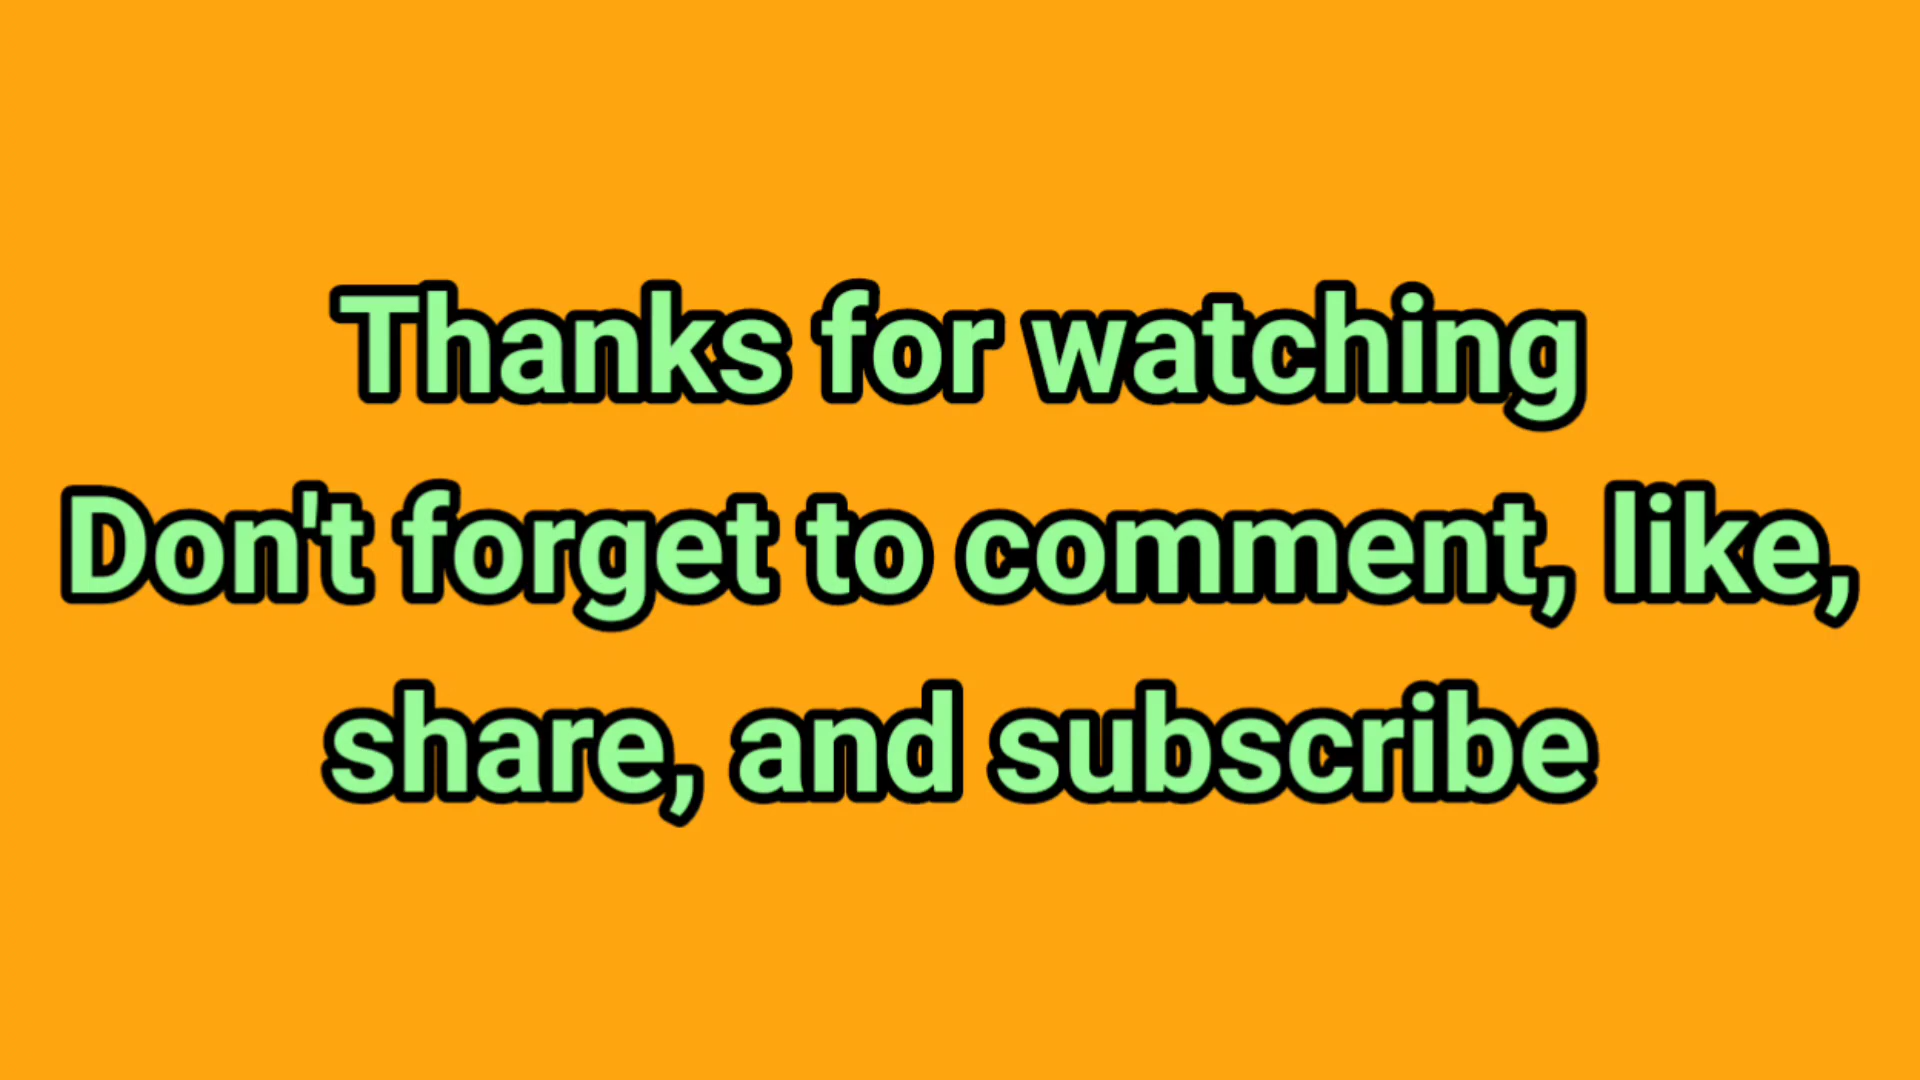 Thanks for watching
Don't forget to comment, like,
share, and subscribe